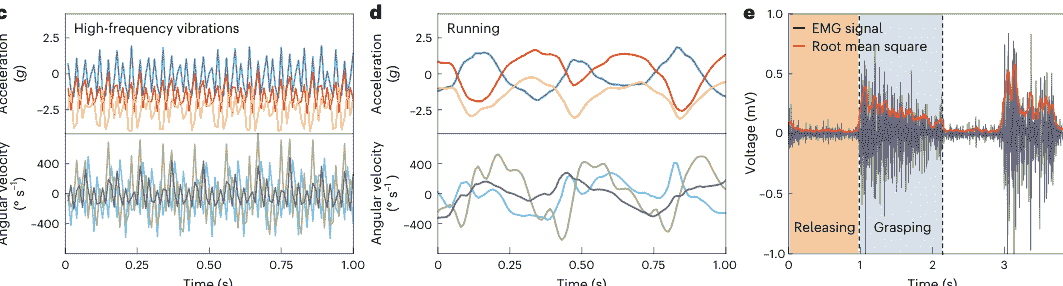 c
High-frequency vibrations
Acceleration
(g)
2.5
0
−2.5
Angular velocity
(° s−1)
400
0
−400
0
0.25
0.50
0.75
1.00
Time (s)
d
Running
Acceleration
(g)
2.5
0
−2.5
Angular velocity
(° s−1)
400
0
−400
0
0.25
0.50
0.75
1.00
Time (s)
e
EMG signal
Root mean square
Voltage (mV)
1.0
0.5
0
−0.5
−1.0
Releasing
Grasping
0
1
2
3
Time (s)